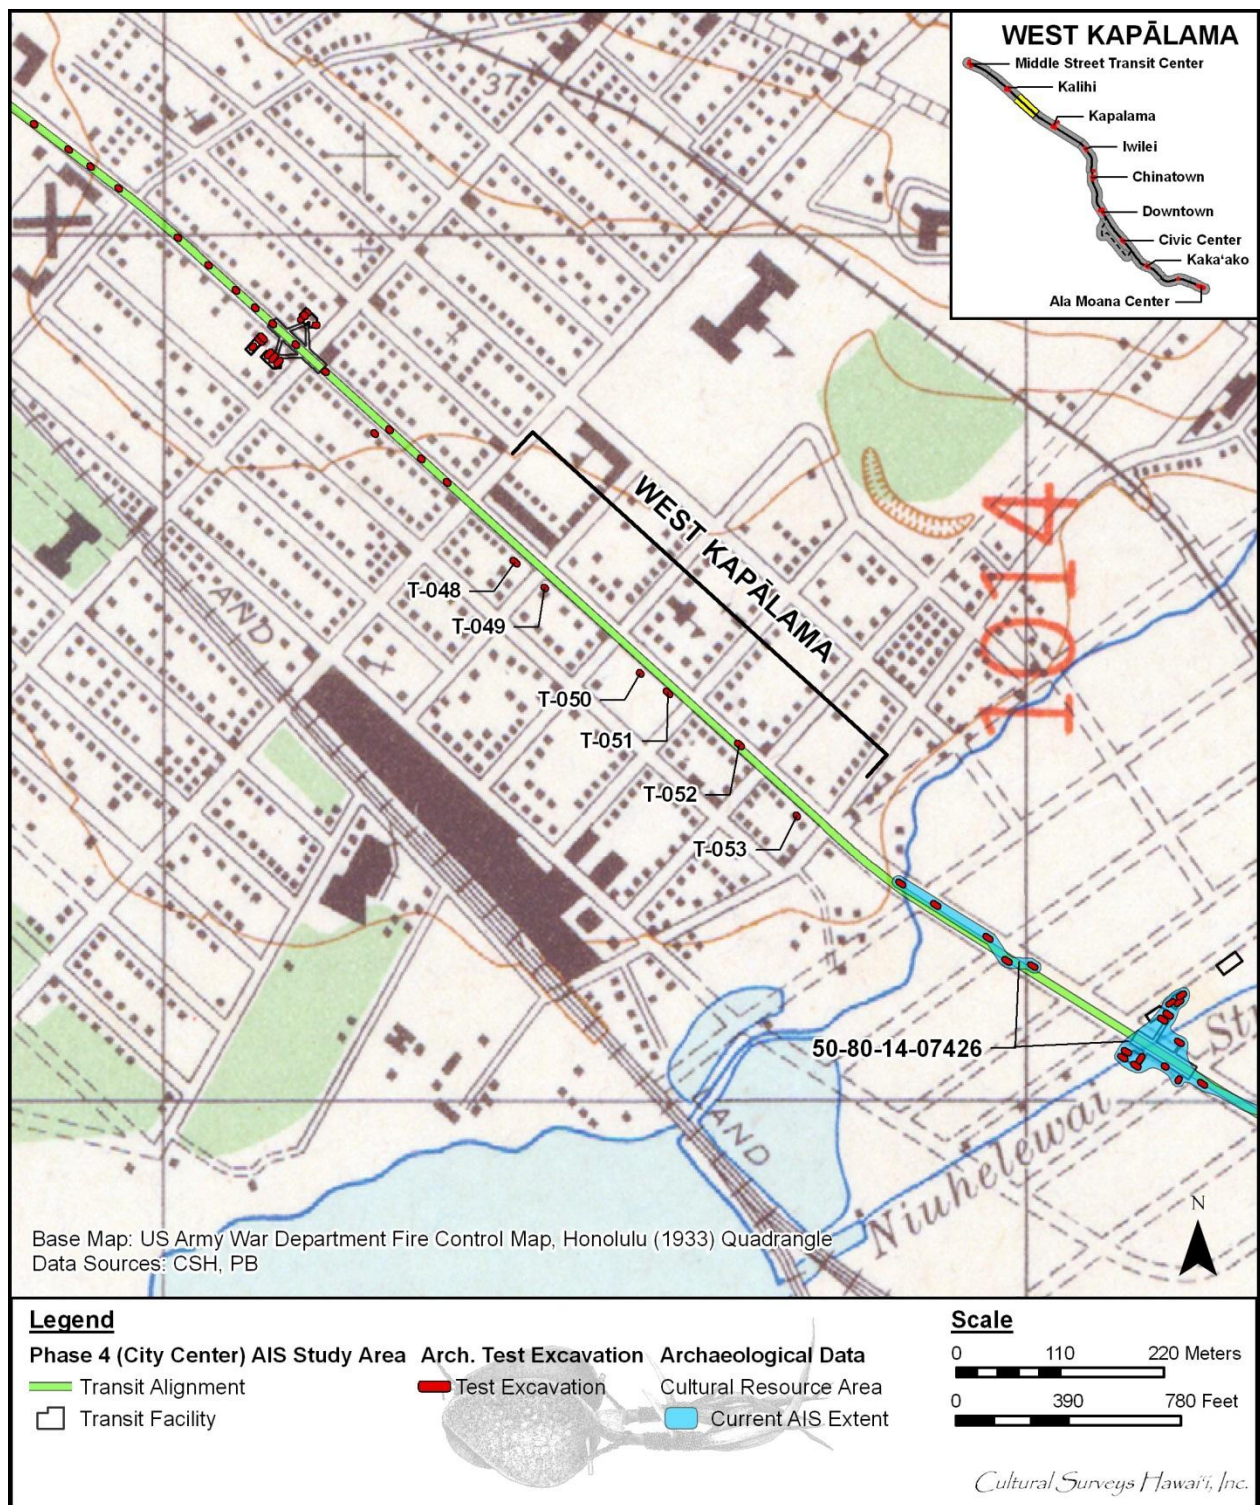 WEST KAPĀLAMA
Middle Street Transit Center
Kalihi
Kapalama
Iwilei
Chinatown
Downtown
Civic Center
Kaka‘ako
Ala Moana Center
37
1014
WEST KAPĀLAMA
T-048
T-049
T-050
T-051
T-052
T-053
AND
50-80-14-07426
AND
Niuhelewai St
N
Base Map: US Army War Department Fire Control Map, Honolulu (1933) Quadrangle
Data Sources: CSH, PB
Legend
Phase 4 (City Center) AIS Study Area
Transit Alignment
Transit Facility
Arch. Test Excavation
Test Excavation
Archaeological Data
Cultural Resource Area
Current AIS Extent
Scale
0 110 220 Meters
0 390 780 Feet
Cultural Surveys Hawai‘i, Inc.